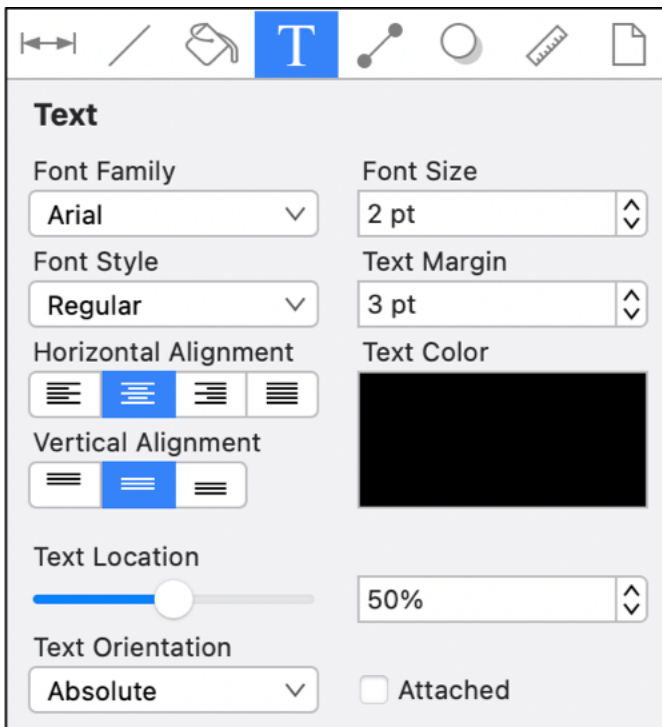 T
Text
Font Family Font Size
Arial 2 pt
Font Style Text Margin
Regular 3 pt
Horizontal Alignment Text Color
Vertical Alignment
Text Location
50%
Text Orientation
Absolute Attached